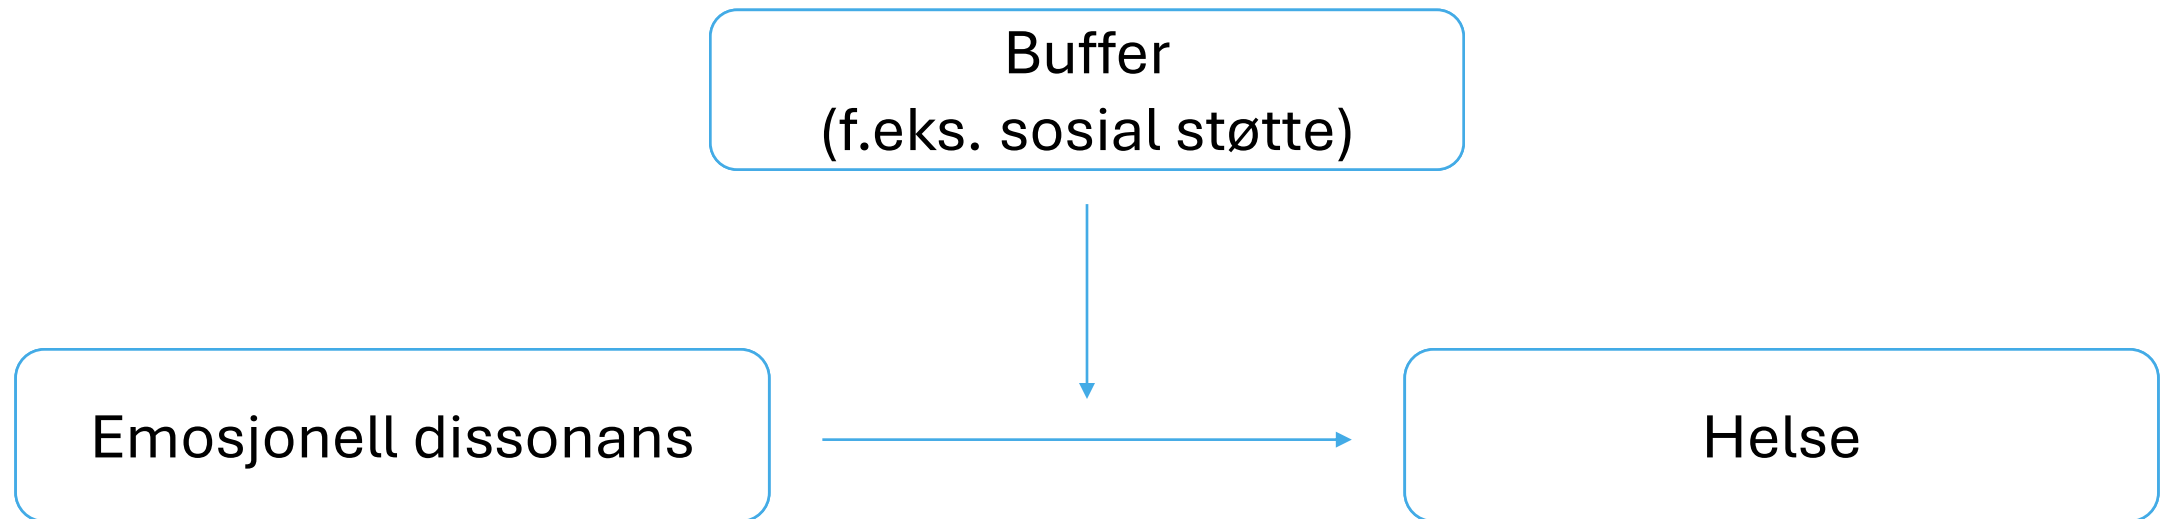 Buffer
(f.eks. sosial støtte)
Emosjonell dissonans
Helse